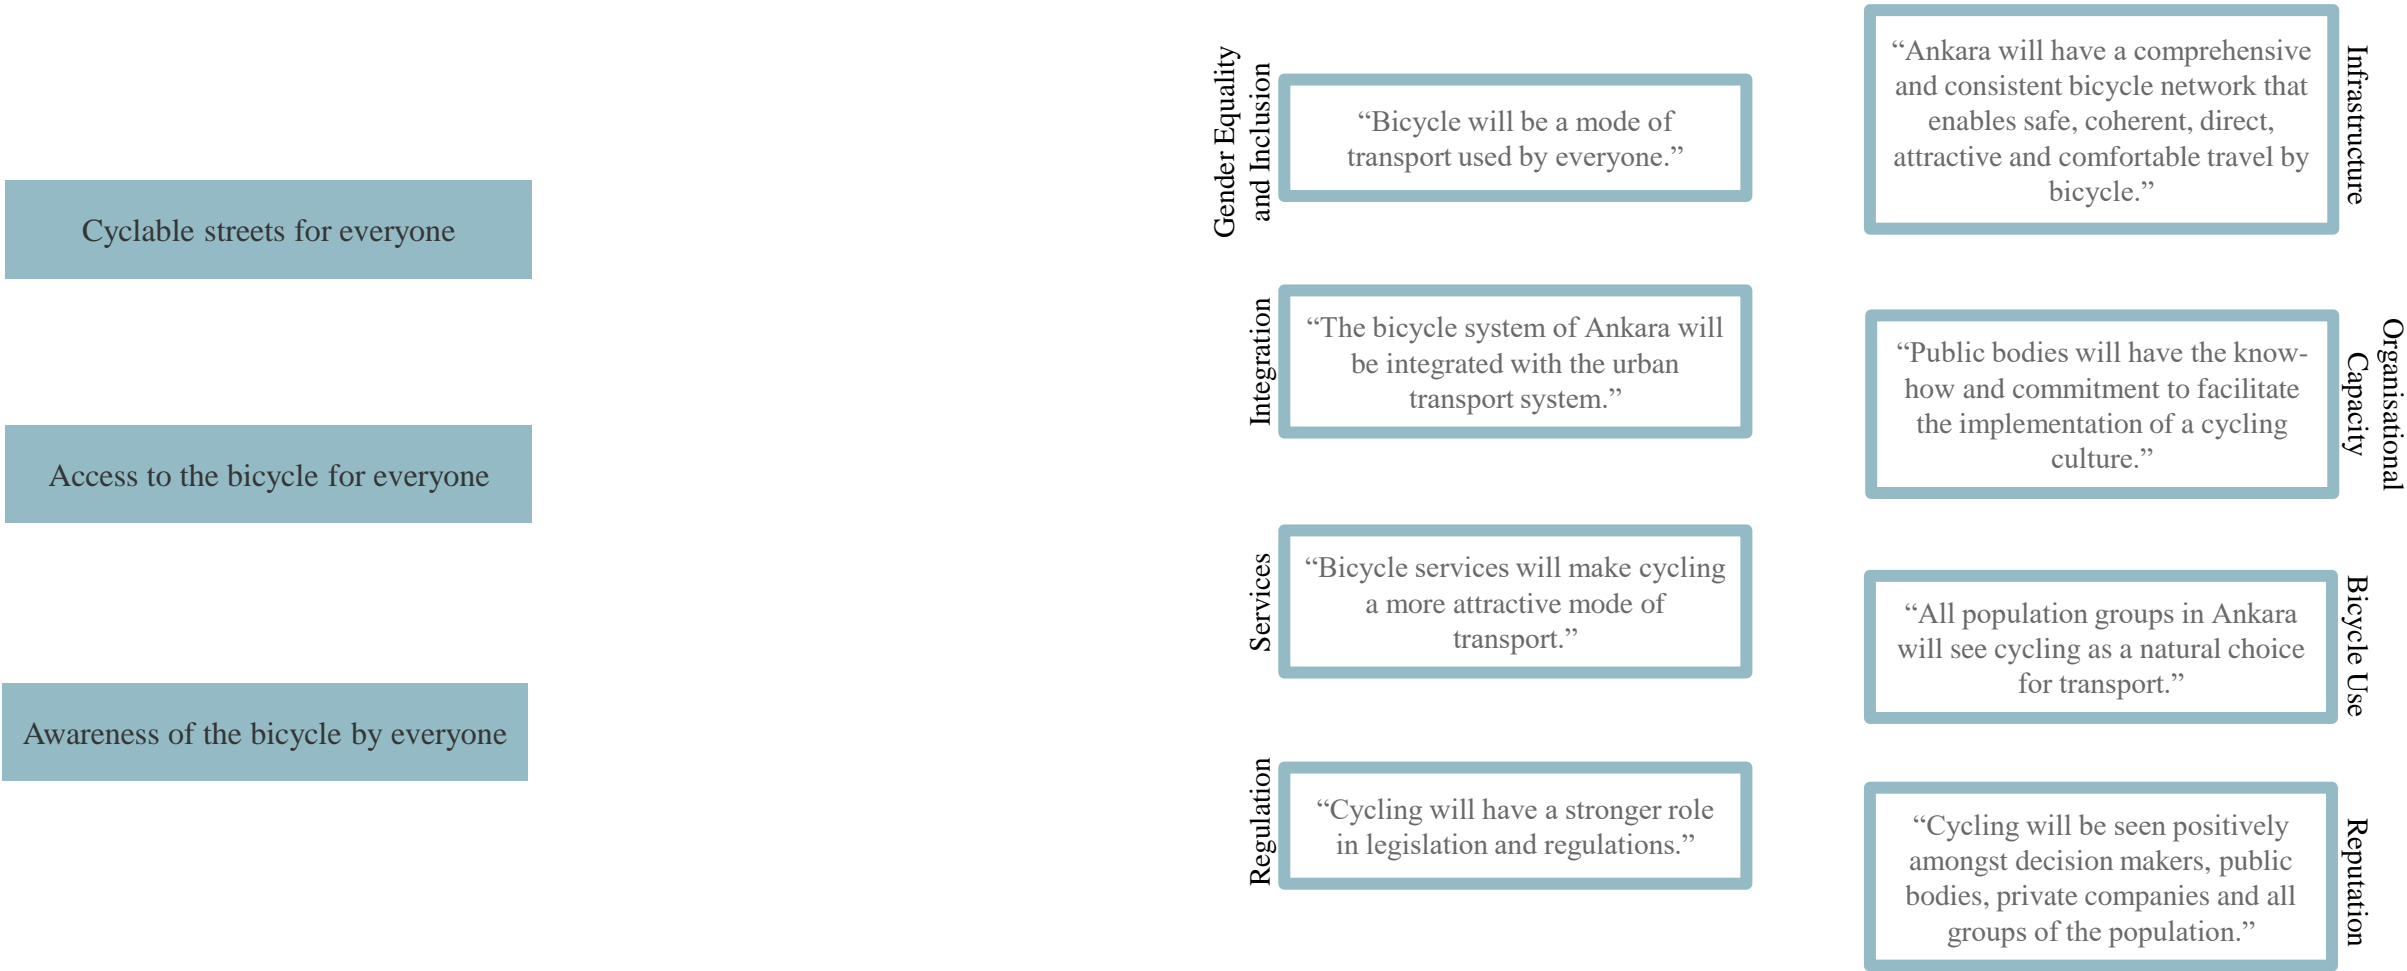 Cyclable streets for everyone
Access to the bicycle for everyone
Awareness of the bicycle by everyone
Gender Equality
and Inclusion
“Bicycle will be a mode of
transport used by everyone.”
Integration
“The bicycle system of Ankara will
be integrated with the urban
transport system.”
Services
“Bicycle services will make cycling
a more attractive mode of
transport.”
Regulation
“Cycling will have a stronger role
in legislation and regulations.”
“Ankara will have a comprehensive
and consistent bicycle network that
enables safe, coherent, direct,
attractive and comfortable travel by
bicycle.”
Infrastructure
“Public bodies will have the know-
how and commitment to facilitate
the implementation of a cycling
culture.”
Organisational
Capacity
“All population groups in Ankara
will see cycling as a natural choice
for transport.”
Bicycle Use
“Cycling will be seen positively
amongst decision makers, public
bodies, private companies and all
groups of the population.”
Reputation